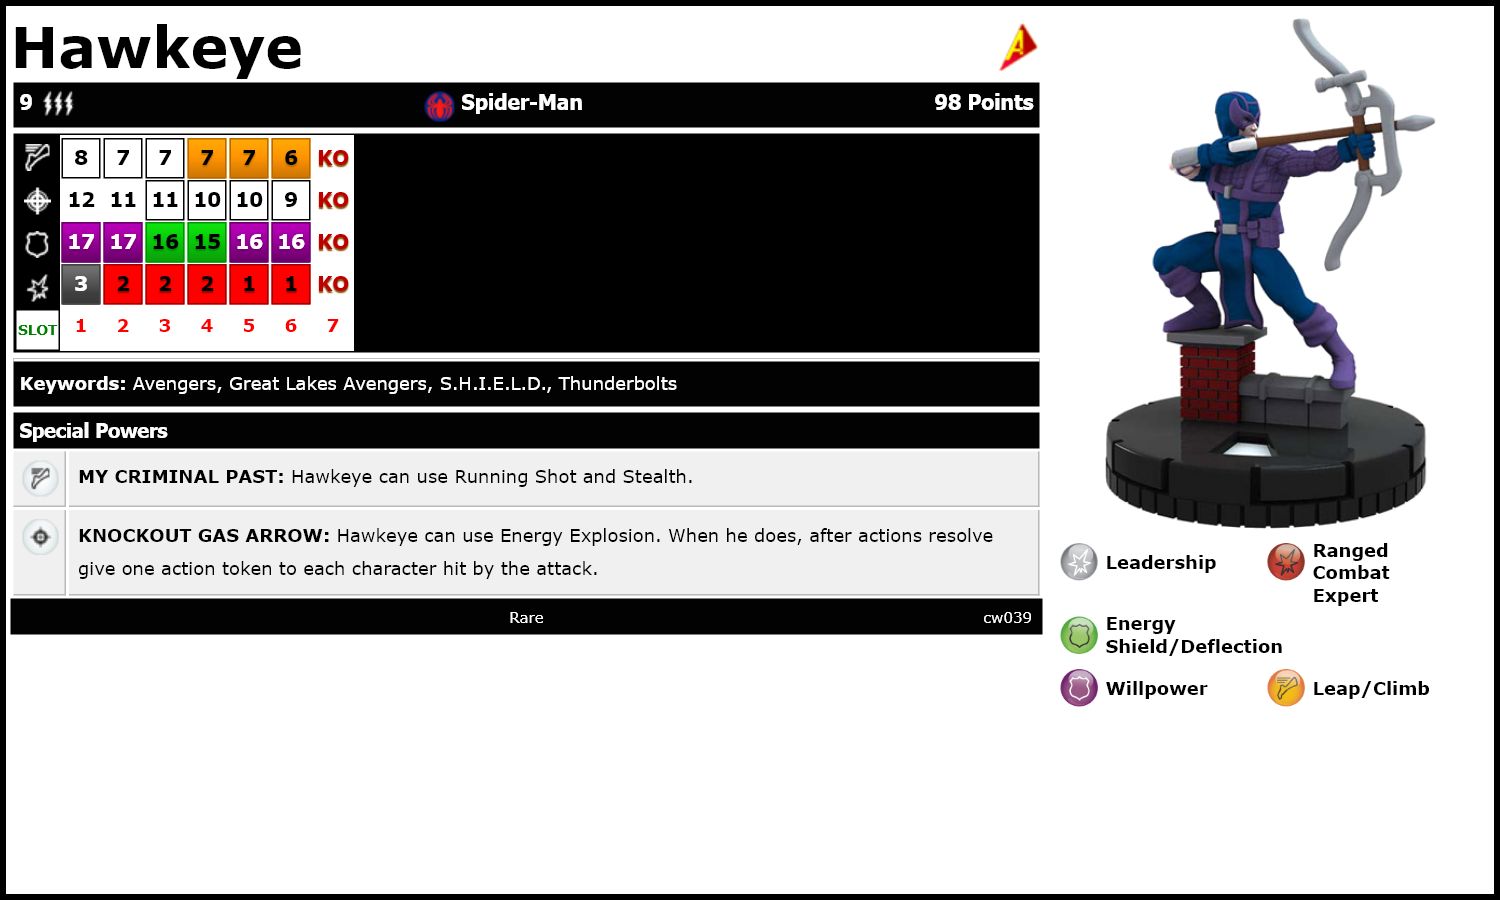 Hawkeye
A
9 Spider-Man 98 Points
8 7 7 7 7 6 KO
12 11 11 10 10 9 KO
17 17 16 15 16 16 KO
3 2 2 2 1 1 KO
SLOT 1 2 3 4 5 6 7
Keywords: Avengers, Great Lakes Avengers, S.H.I.E.L.D., Thunderbolts
Special Powers
MY CRIMINAL PAST: Hawkeye can use Running Shot and Stealth.
KNOCKOUT GAS ARROW: Hawkeye can use Energy Explosion. When he does, after actions resolve
give one action token to each character hit by the attack.
Rare cw039
Leadership
Ranged
Combat
Expert
Energy
Shield/Deflection
Willpower
Leap/Climb